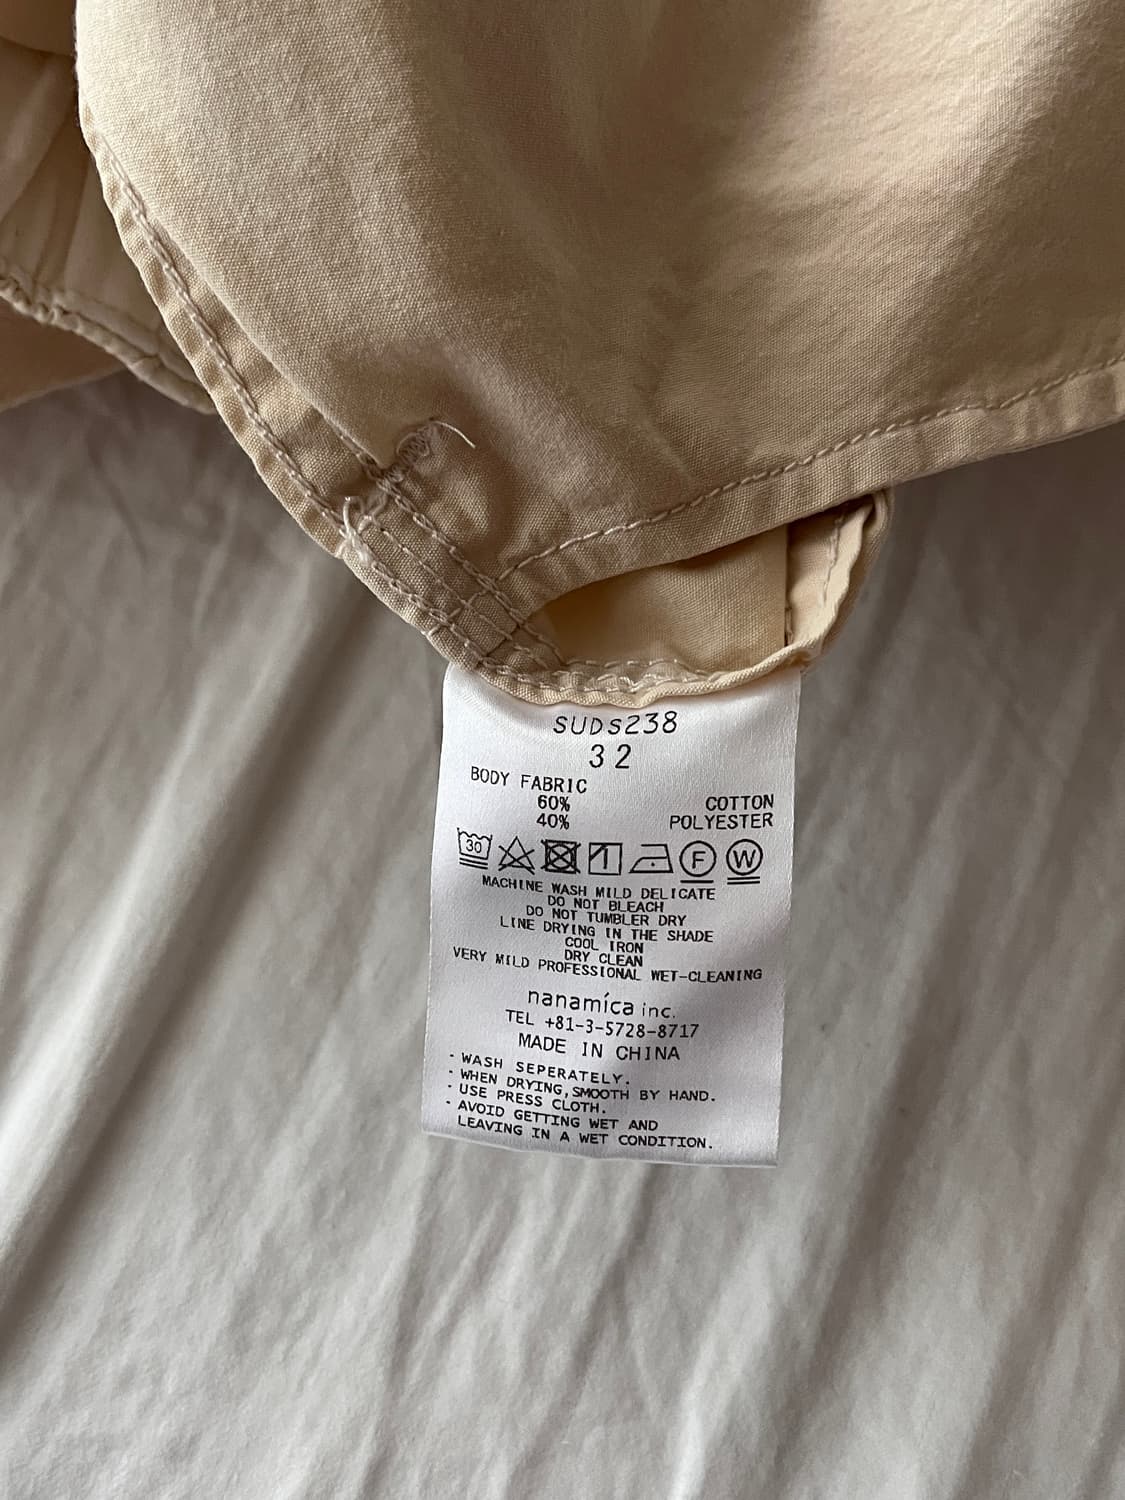 SUDS238
32
BODY FABRIC
60% COTTON
40% POLYESTER
30 F W
MACHINE WASH MILD DELICATE
DO NOT BLEACH
DO NOT TUMBLER DRY
LINE DRYING IN THE SHADE
COOL IRON
DRY CLEAN
VERY MILD PROFESSIONAL WET-CLEANING
nanamíca inc.
TEL +81-3-5728-8717
MADE IN CHINA
· WASH SEPERATELY.
· WHEN DRYING,SMOOTH BY HAND.
· USE PRESS CLOTH.
· AVOID GETTING WET AND
LEAVING IN A WET CONDITION.